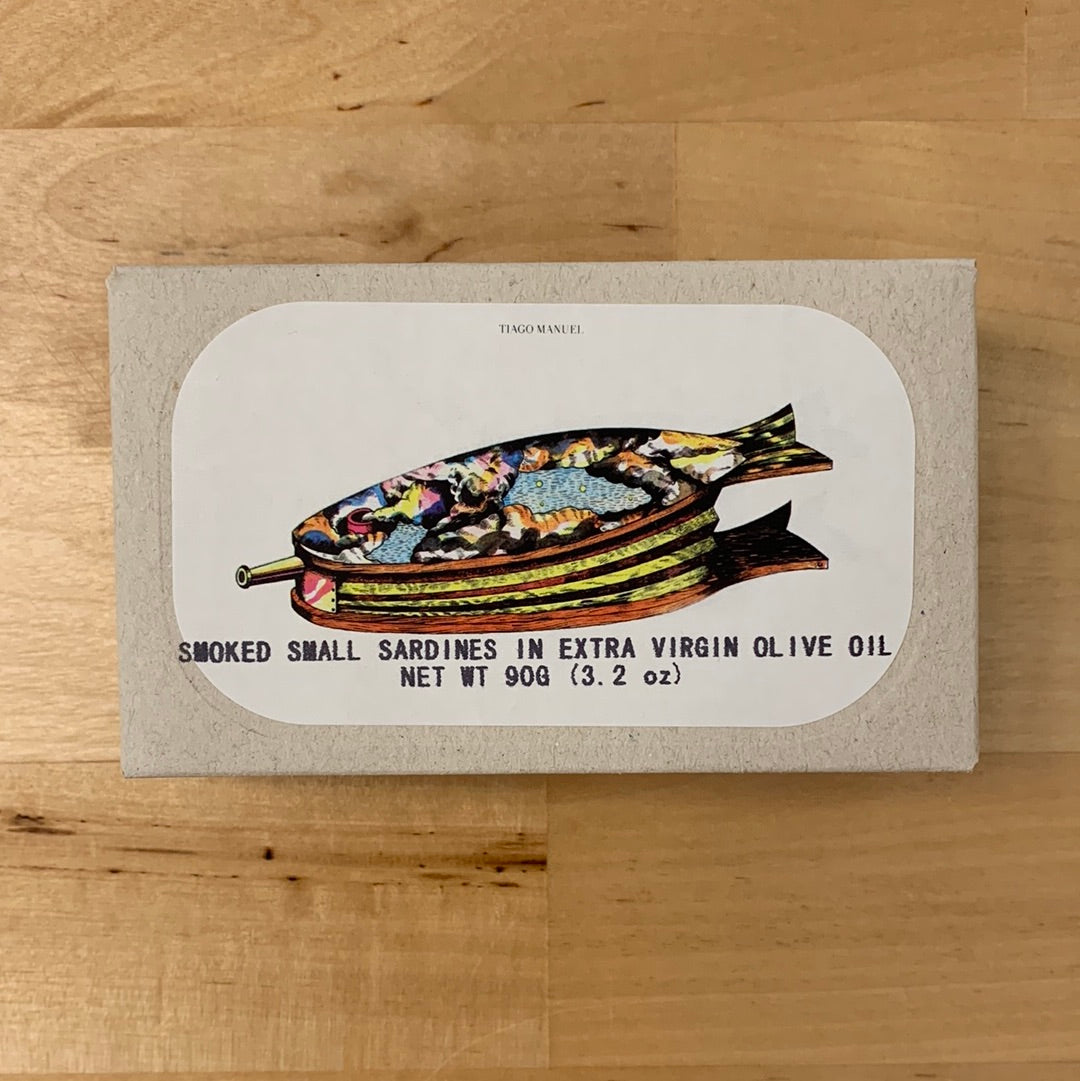 TIAGO MANUEL
SMOKED SMALL SARDINES IN EXTRA VIRGIN OLIVE OIL
NET WT 90G (3.2 oz)